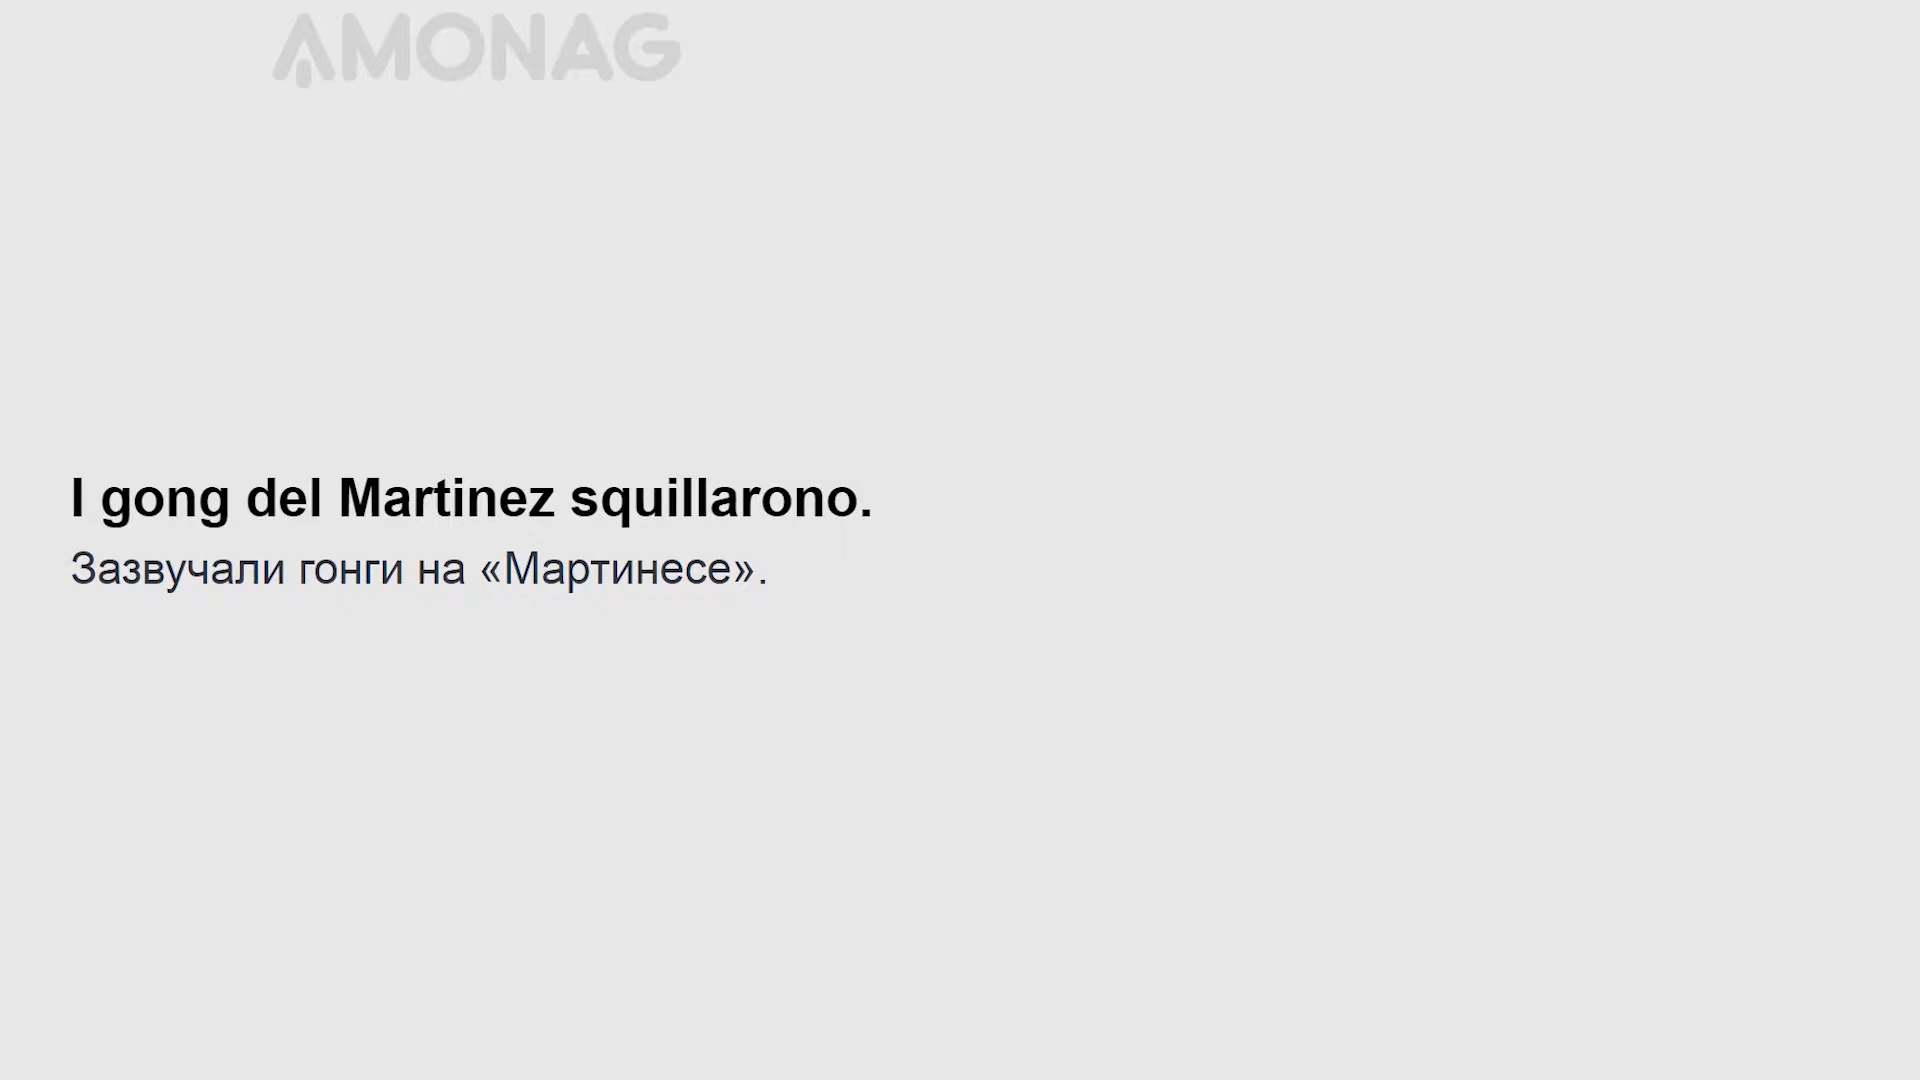 AMONAG
I gong del Martinez squillarono.
Зазвучали гонги на «Мартинесе».